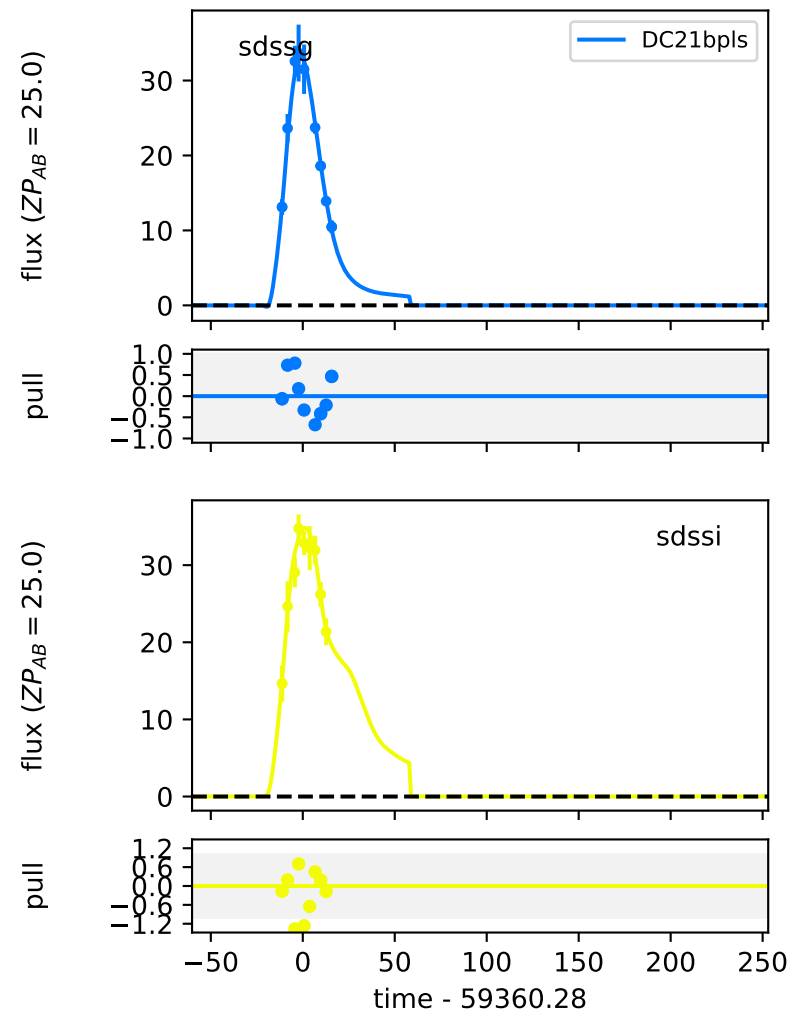 sdssg
DC21bpls
flux (ZP_AB = 25.0)
30
20
10
0
pull
1.0
0.5
0.0
−0.5
−1.0
sdssi
flux (ZP_AB = 25.0)
30
20
10
0
pull
1.2
0.6
0.0
−0.6
−1.2
−50 0 50 100 150 200 250
time - 59360.28